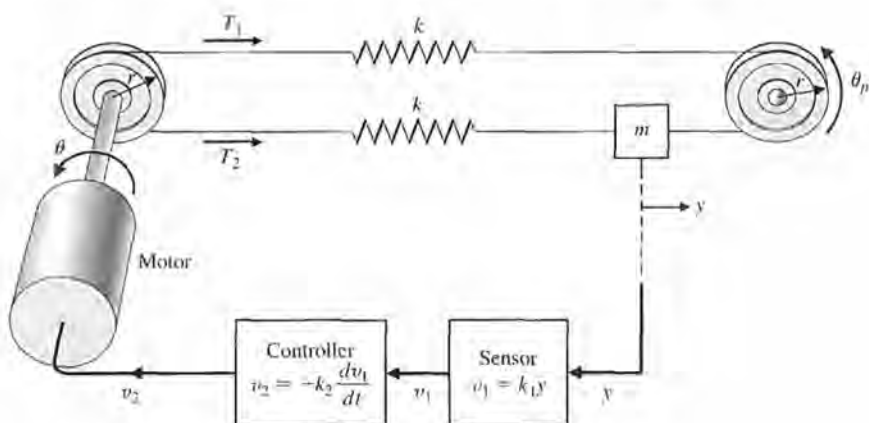 T₁
k
r
r
θₚ
k
m
T₂
θ
y
Motor
Controller
v₂ = −k₂ dv₁/dt
Sensor
v₁ = k₁y
v₂
v₁
y